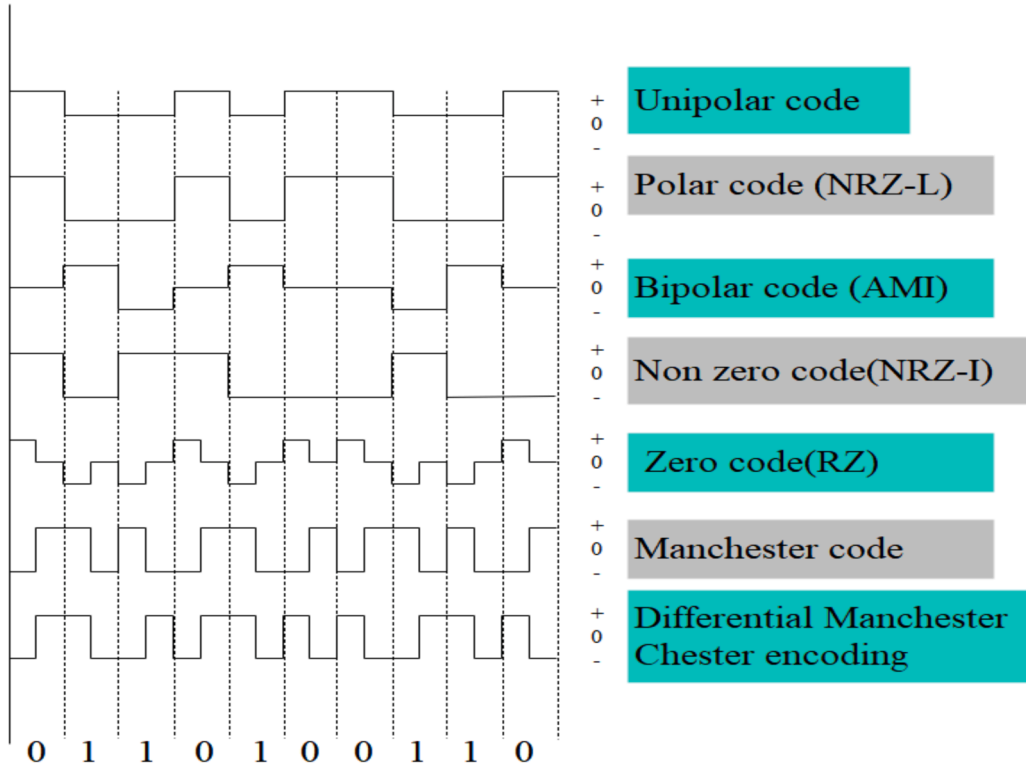 +
0
-
Unipolar code
+
0
-
Polar code (NRZ-L)
+
0
-
Bipolar code (AMI)
+
0
-
Non zero code(NRZ-I)
+
0
-
Zero code(RZ)
+
0
-
Manchester code
+
0
-
Differential Manchester
Chester encoding
0 1 1 0 1 0 0 1 1 0